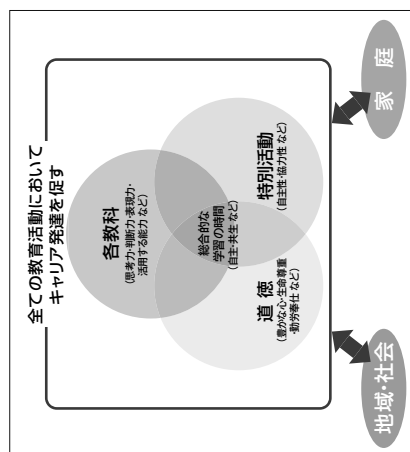 全ての教育活動において
キャリア発達を促す
各教科
(思考力・判断力・表現力・
活用する能力 など)
総合的な
学習の時間
(自主・共生 など)
道 徳
(豊かな心・生命尊重
・勤労奉仕 など)
特別活動
(自主性・協力性 など)
地域・社会
家 庭